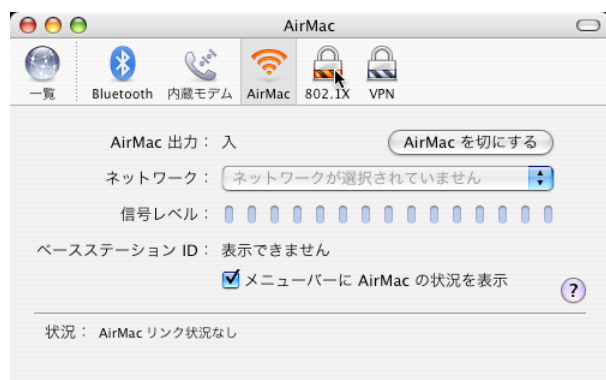 AirMac
一覧 Bluetooth 内蔵モデム AirMac 802.1X VPN
AirMac 出力： 入 AirMac を切にする
ネットワーク： ネットワークが選択されていません
信号レベル：
ベースステーション ID： 表示できません
メニューバーに AirMac の状況を表示 ?
状況： AirMac リンク状況なし